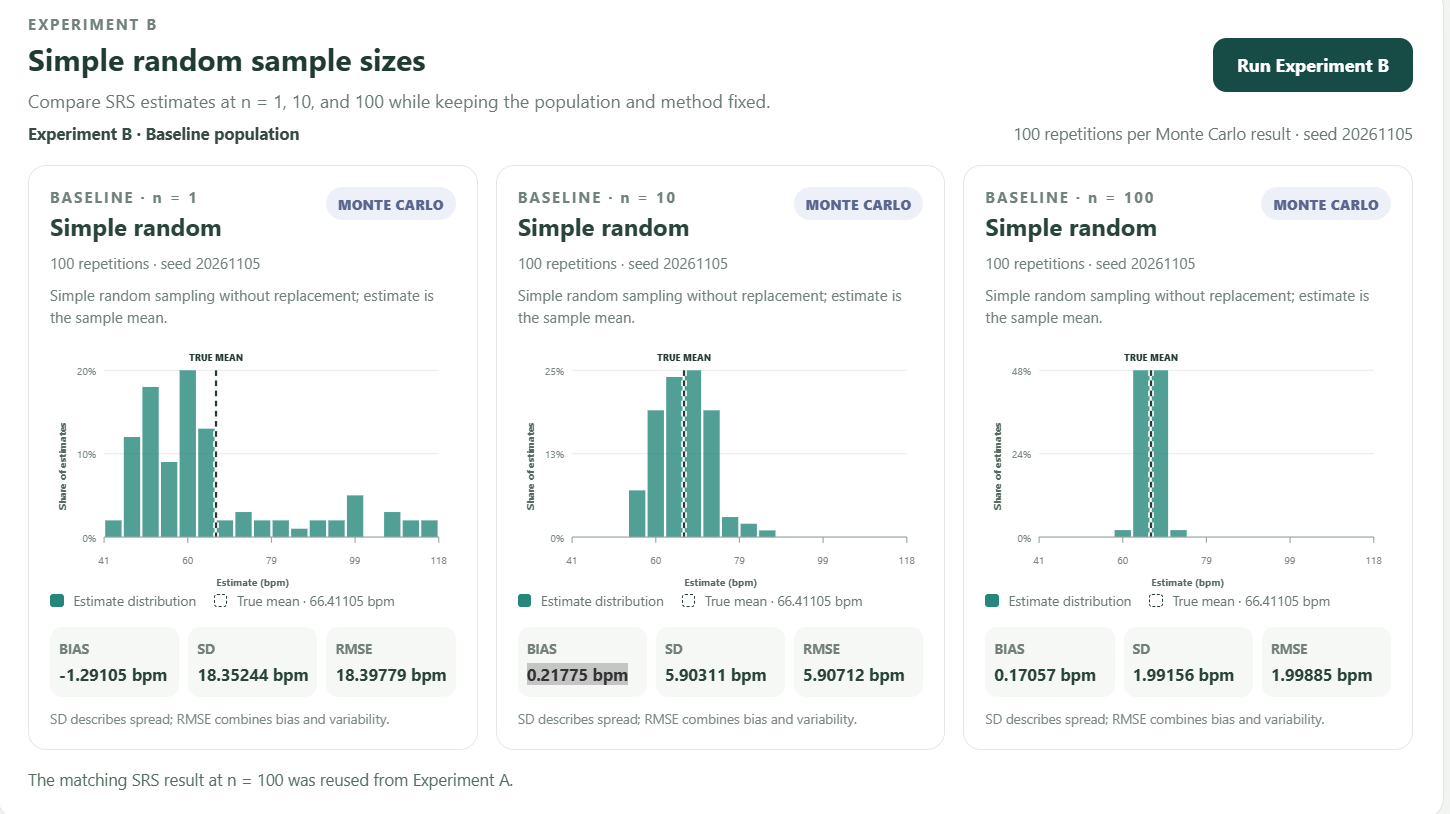 EXPERIMENT B
Simple random sample sizes
Run Experiment B
Compare SRS estimates at n = 1, 10, and 100 while keeping the population and method fixed.
Experiment B · Baseline population
100 repetitions per Monte Carlo result · seed 20261105
BASELINE · n = 1
MONTE CARLO
Simple random
100 repetitions · seed 20261105
Simple random sampling without replacement; estimate is
the sample mean.
TRUE MEAN
20%
10%
0%
Share of estimates
41 60 79 99 118
Estimate (bpm)
Estimate distribution True mean · 66.41105 bpm
BIAS
-1.29105 bpm
SD
18.35244 bpm
RMSE
18.39779 bpm
SD describes spread; RMSE combines bias and variability.
BASELINE · n = 10
MONTE CARLO
Simple random
100 repetitions · seed 20261105
Simple random sampling without replacement; estimate is
the sample mean.
TRUE MEAN
25%
13%
0%
Share of estimates
41 60 79 99 118
Estimate (bpm)
Estimate distribution True mean · 66.41105 bpm
BIAS
0.21775 bpm
SD
5.90311 bpm
RMSE
5.90712 bpm
SD describes spread; RMSE combines bias and variability.
BASELINE · n = 100
MONTE CARLO
Simple random
100 repetitions · seed 20261105
Simple random sampling without replacement; estimate is
the sample mean.
TRUE MEAN
48%
24%
0%
Share of estimates
41 60 79 99 118
Estimate (bpm)
Estimate distribution True mean · 66.41105 bpm
BIAS
0.17057 bpm
SD
1.99156 bpm
RMSE
1.99885 bpm
SD describes spread; RMSE combines bias and variability.
The matching SRS result at n = 100 was reused from Experiment A.